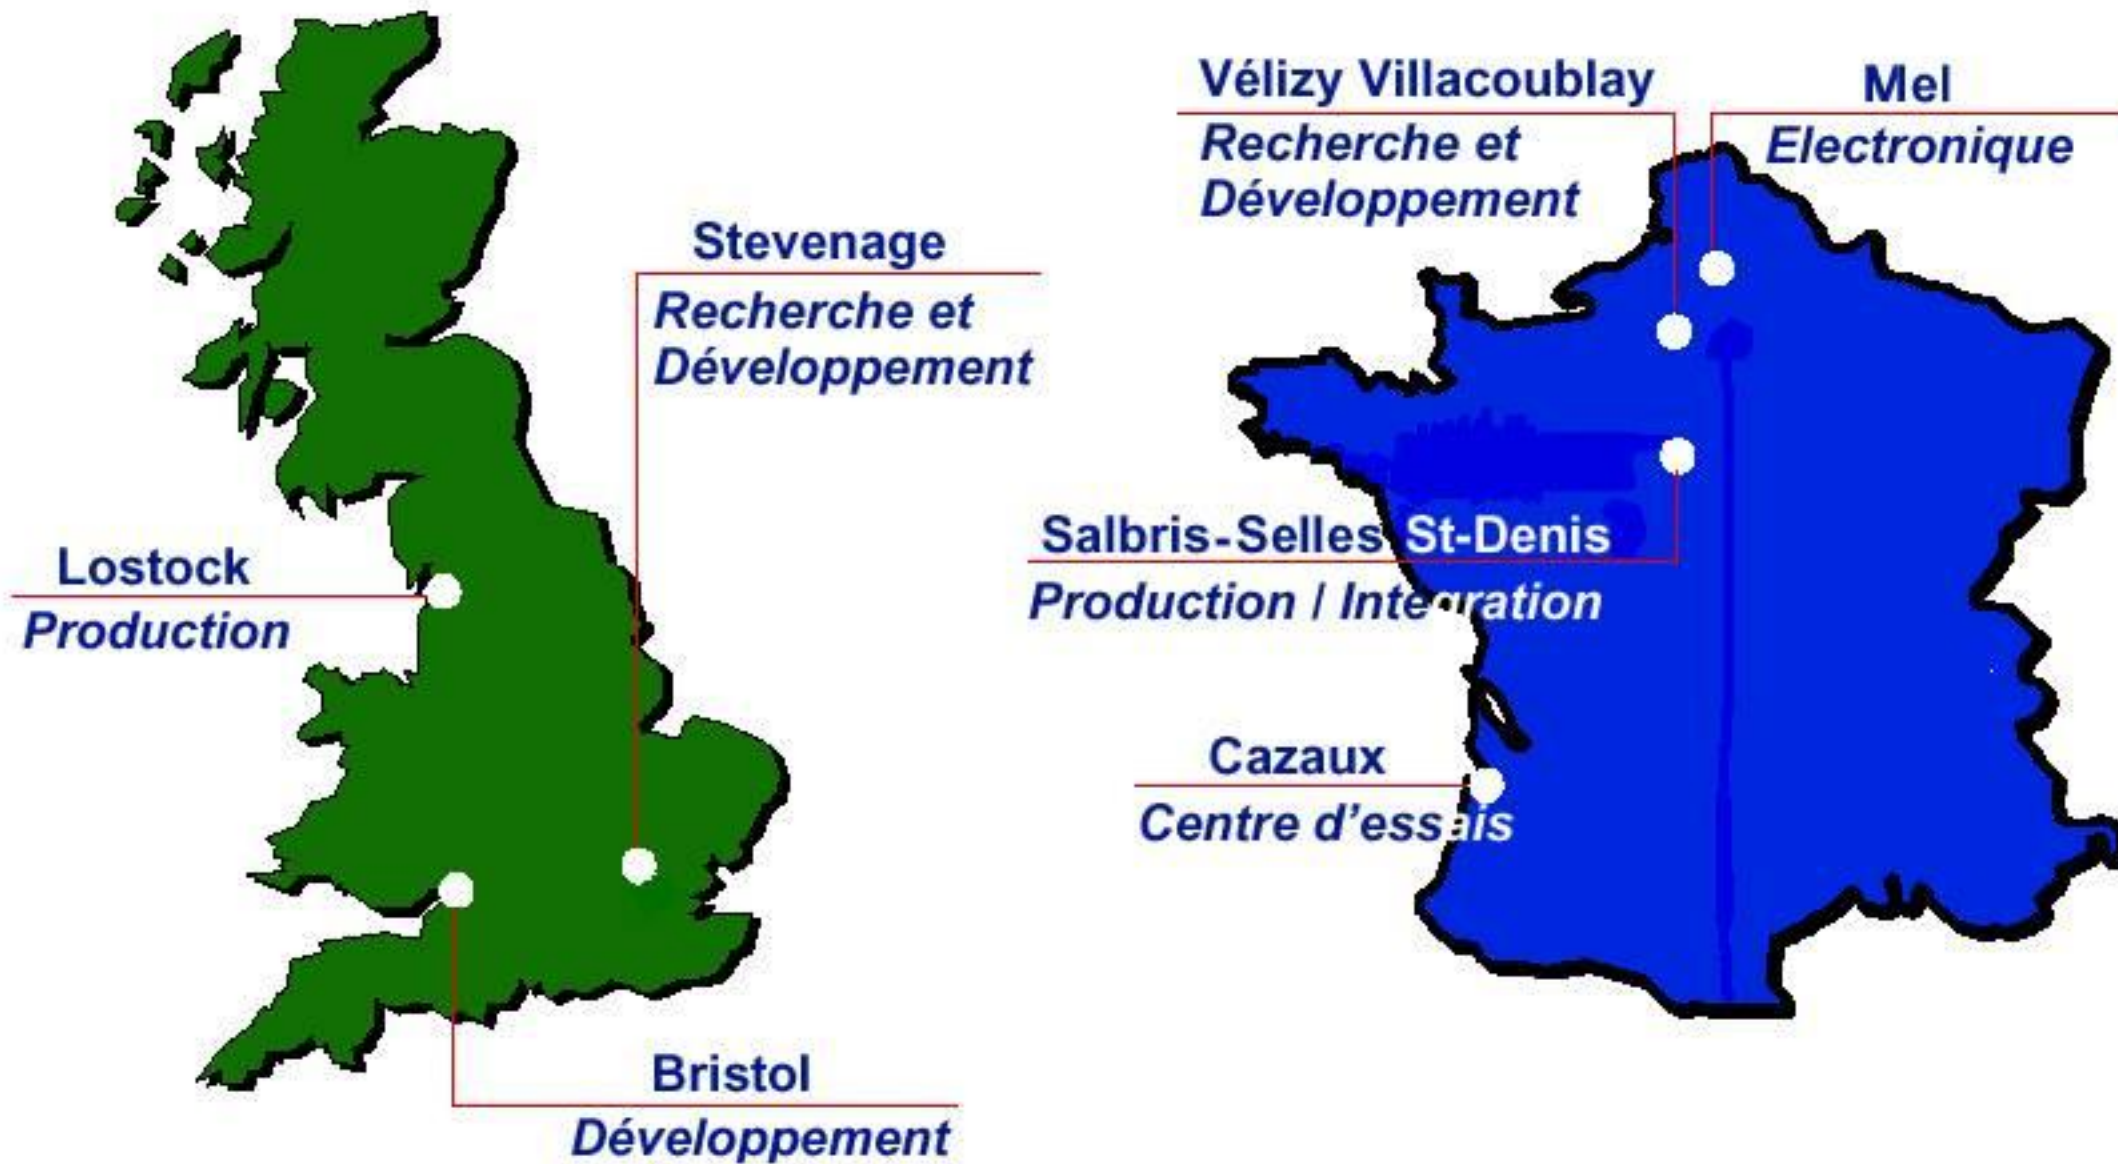 Stevenage
Recherche et
Développement
Lostock
Production
Bristol
Développement
Vélizy Villacoublay
Recherche et
Développement
Mel
Electronique
Salbris-Selles St-Denis
Production / Integration
Cazaux
Centre d'essais